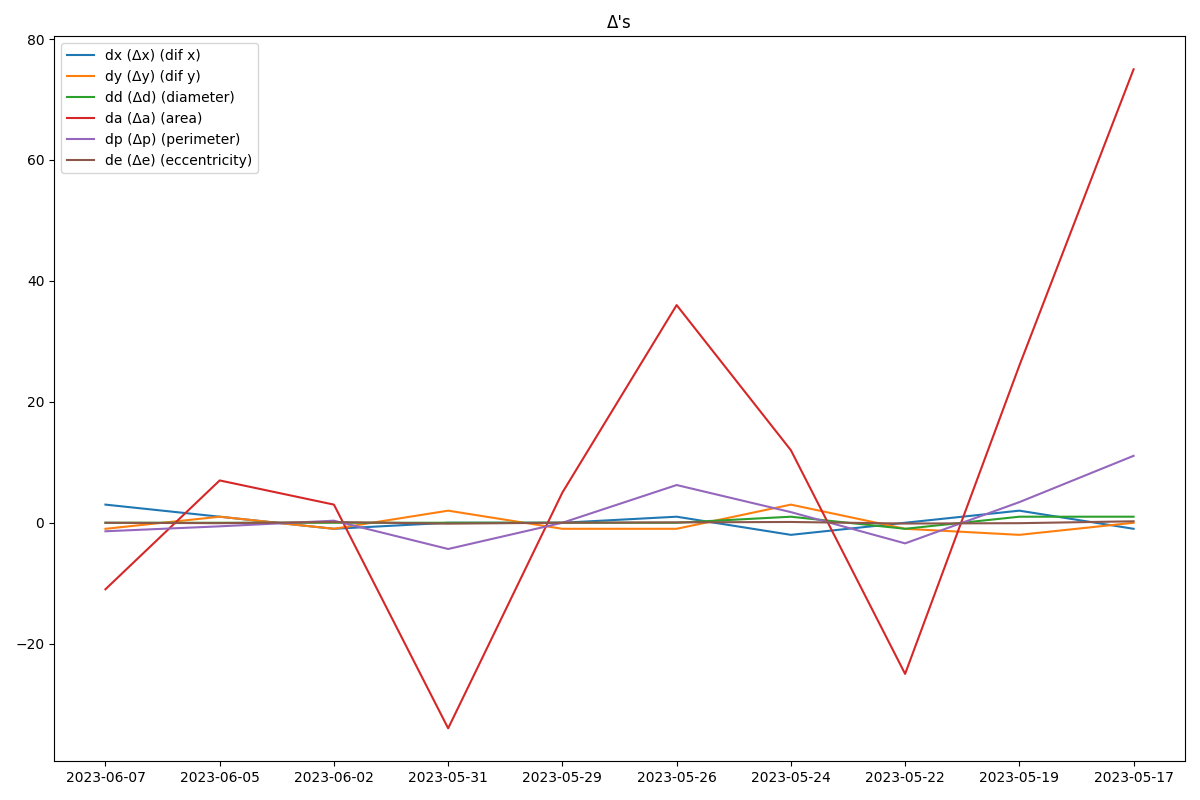 Δ's
dx (Δx) (dif x)
dy (Δy) (dif y)
dd (Δd) (diameter)
da (Δa) (area)
dp (Δp) (perimeter)
de (Δe) (eccentricity)
80
60
40
20
0
−20
2023-06-07 2023-06-05 2023-06-02 2023-05-31 2023-05-29 2023-05-26 2023-05-24 2023-05-22 2023-05-19 2023-05-17